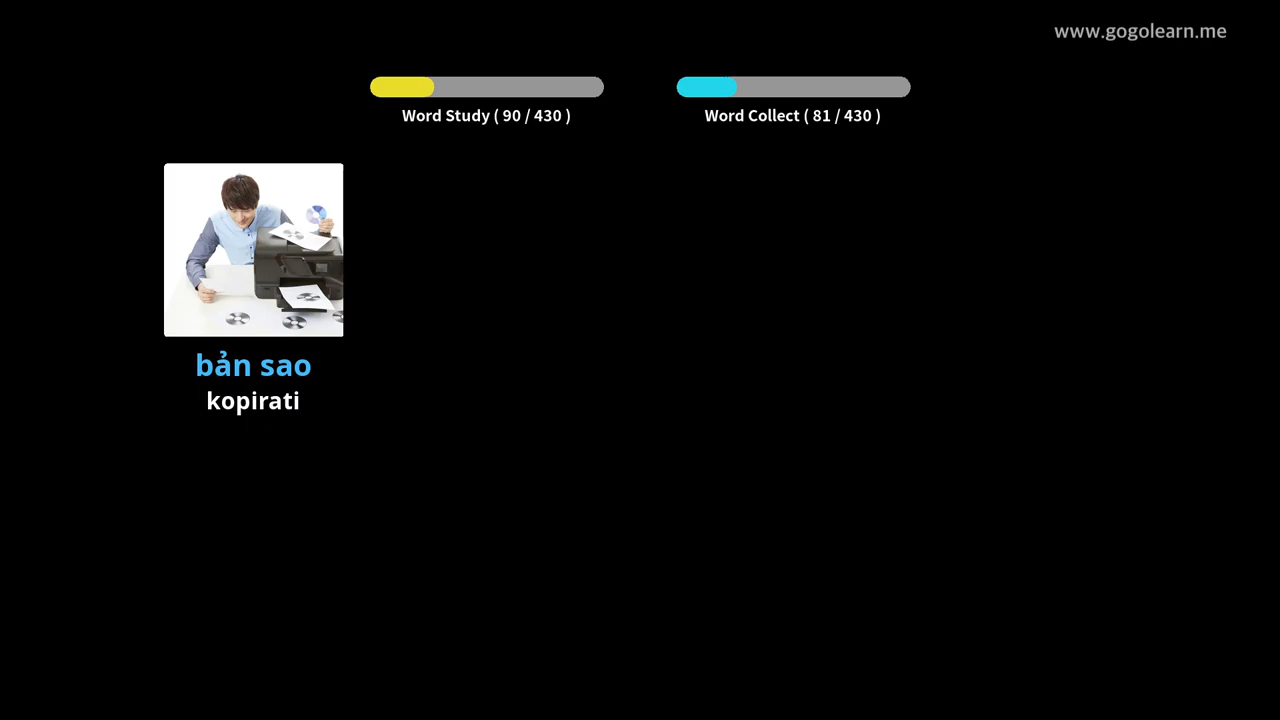 www.gogolearn.me
Word Study ( 90 / 430 )
Word Collect ( 81 / 430 )
bản sao
kopirati